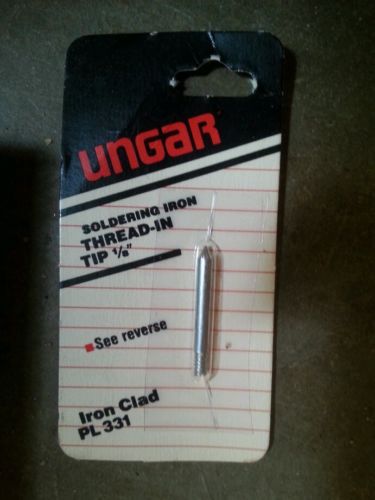 UNGAR
SOLDERING IRON
THREAD-IN
TIP 1/8"
See reverse
Iron Clad
PL 331